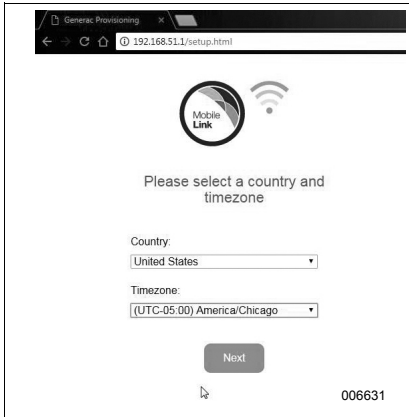 Generac Provisioning
192.168.51.1/setup.html
Mobile
Link
Please select a country and
timezone
Country:
United States
Timezone:
(UTC-05:00) America/Chicago
Next
006631